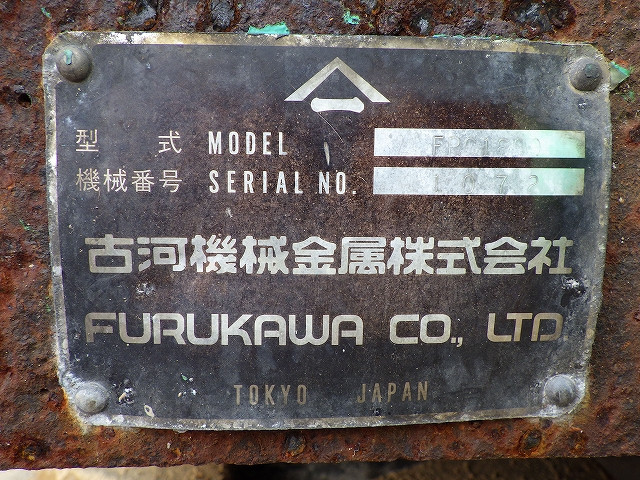 型式 MODEL
機械番号 SERIAL NO. 1072
古河機械金属株式会社
FURUKAWA CO., LTD.
TOKYO JAPAN